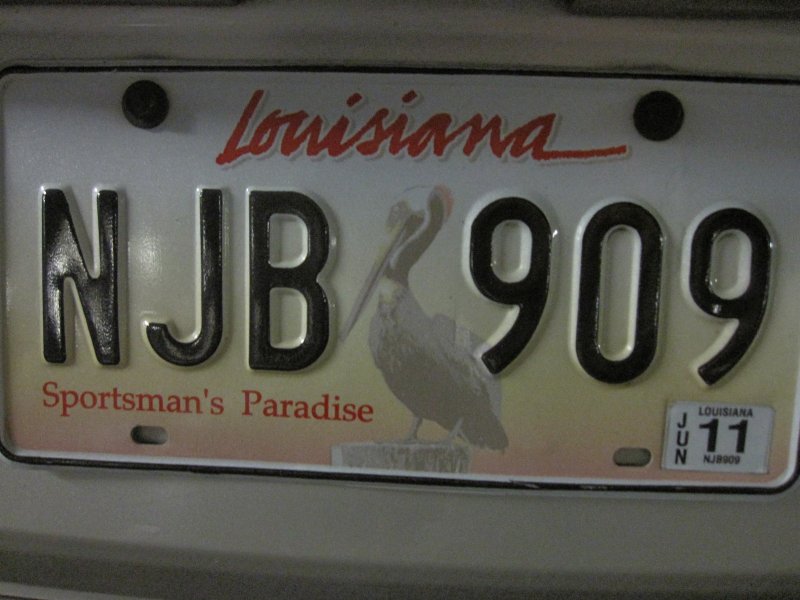 Louisiana
NJB 909
Sportsman's Paradise
JUN
LOUISIANA
11
NJB909